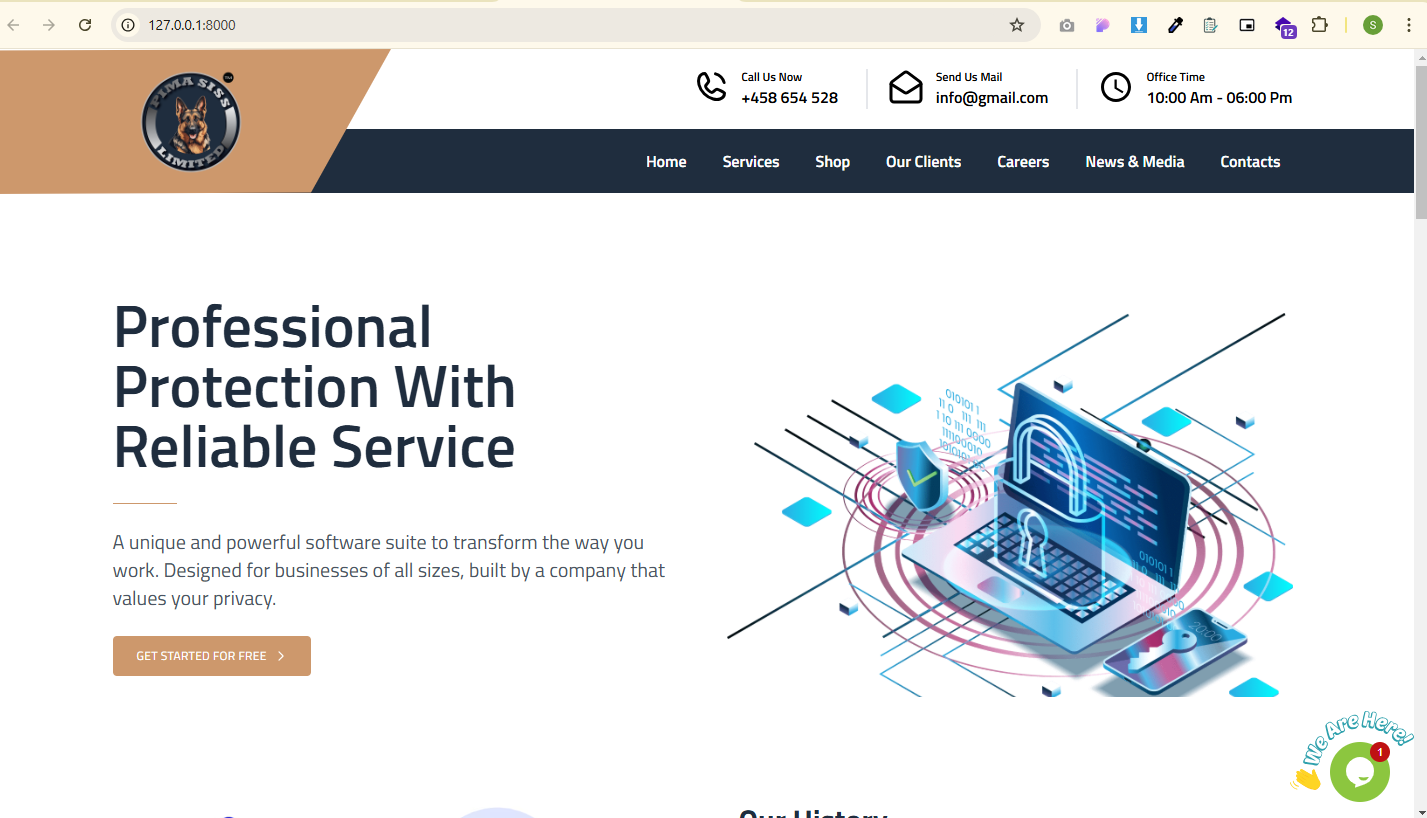 127.0.0.1:8000
12
S
PIMA SISS
LIMITED
TM
Call Us Now
+458 654 528
Send Us Mail
info@gmail.com
Office Time
10:00 Am - 06:00 Pm
Home Services Shop Our Clients Careers News & Media Contacts
Professional
Protection With
Reliable Service
A unique and powerful software suite to transform the way you
work. Designed for businesses of all sizes, built by a company that
values your privacy.
GET STARTED FOR FREE
We Are Here!
1
Our History